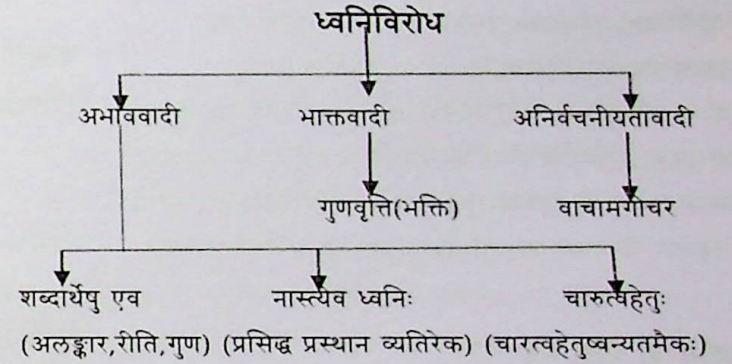 ध्वनिविरोध
अभाववादी भाक्तवादी अनिर्वचनीयतावादी
गुणवृत्ति(भक्ति) वाचामगोचर
शब्दार्थेषु एव नास्त्येव ध्वनिः चारुत्वहेतुः
(अलङ्कार,रीति,गुण) (प्रसिद्ध प्रस्थान व्यतिरेक) (चारत्वहेतुष्वन्यतमैकः)